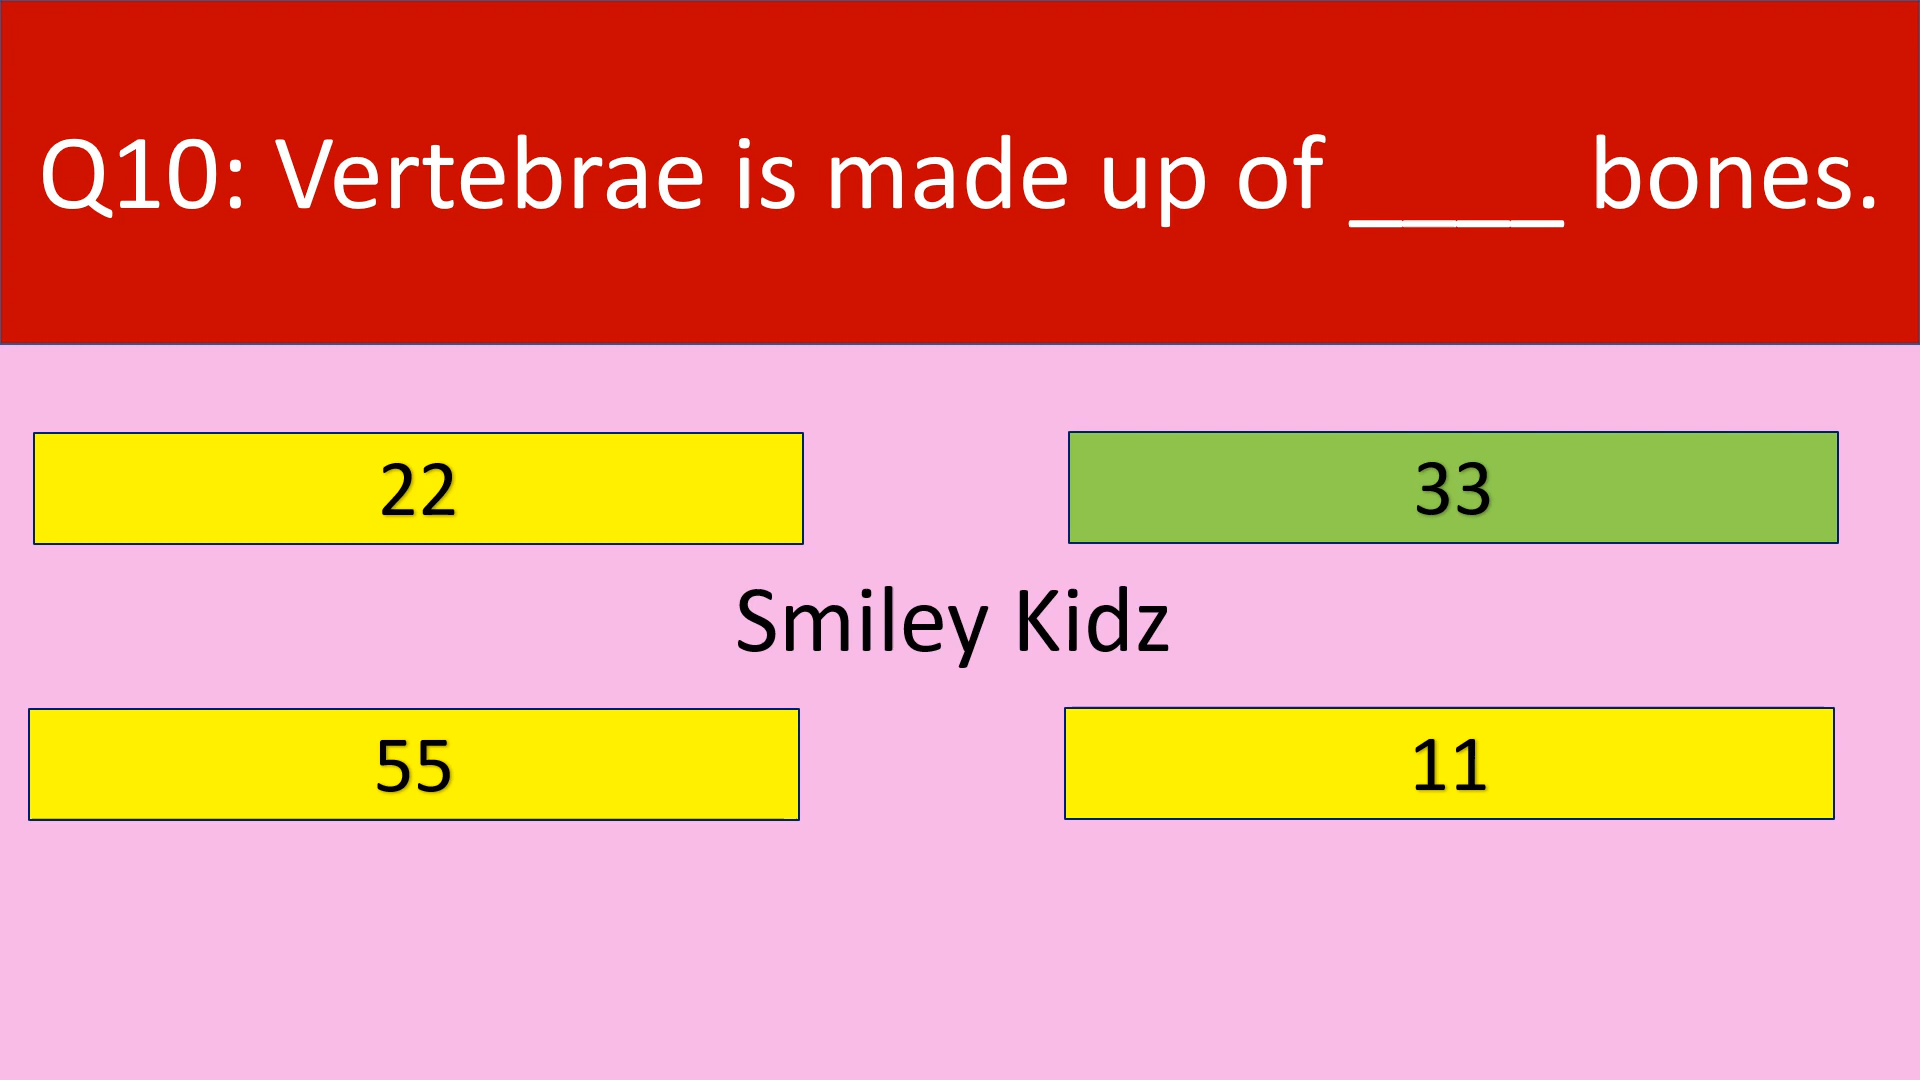 Q10: Vertebrae is made up of ____ bones.
22
33
Smiley Kidz
55
11